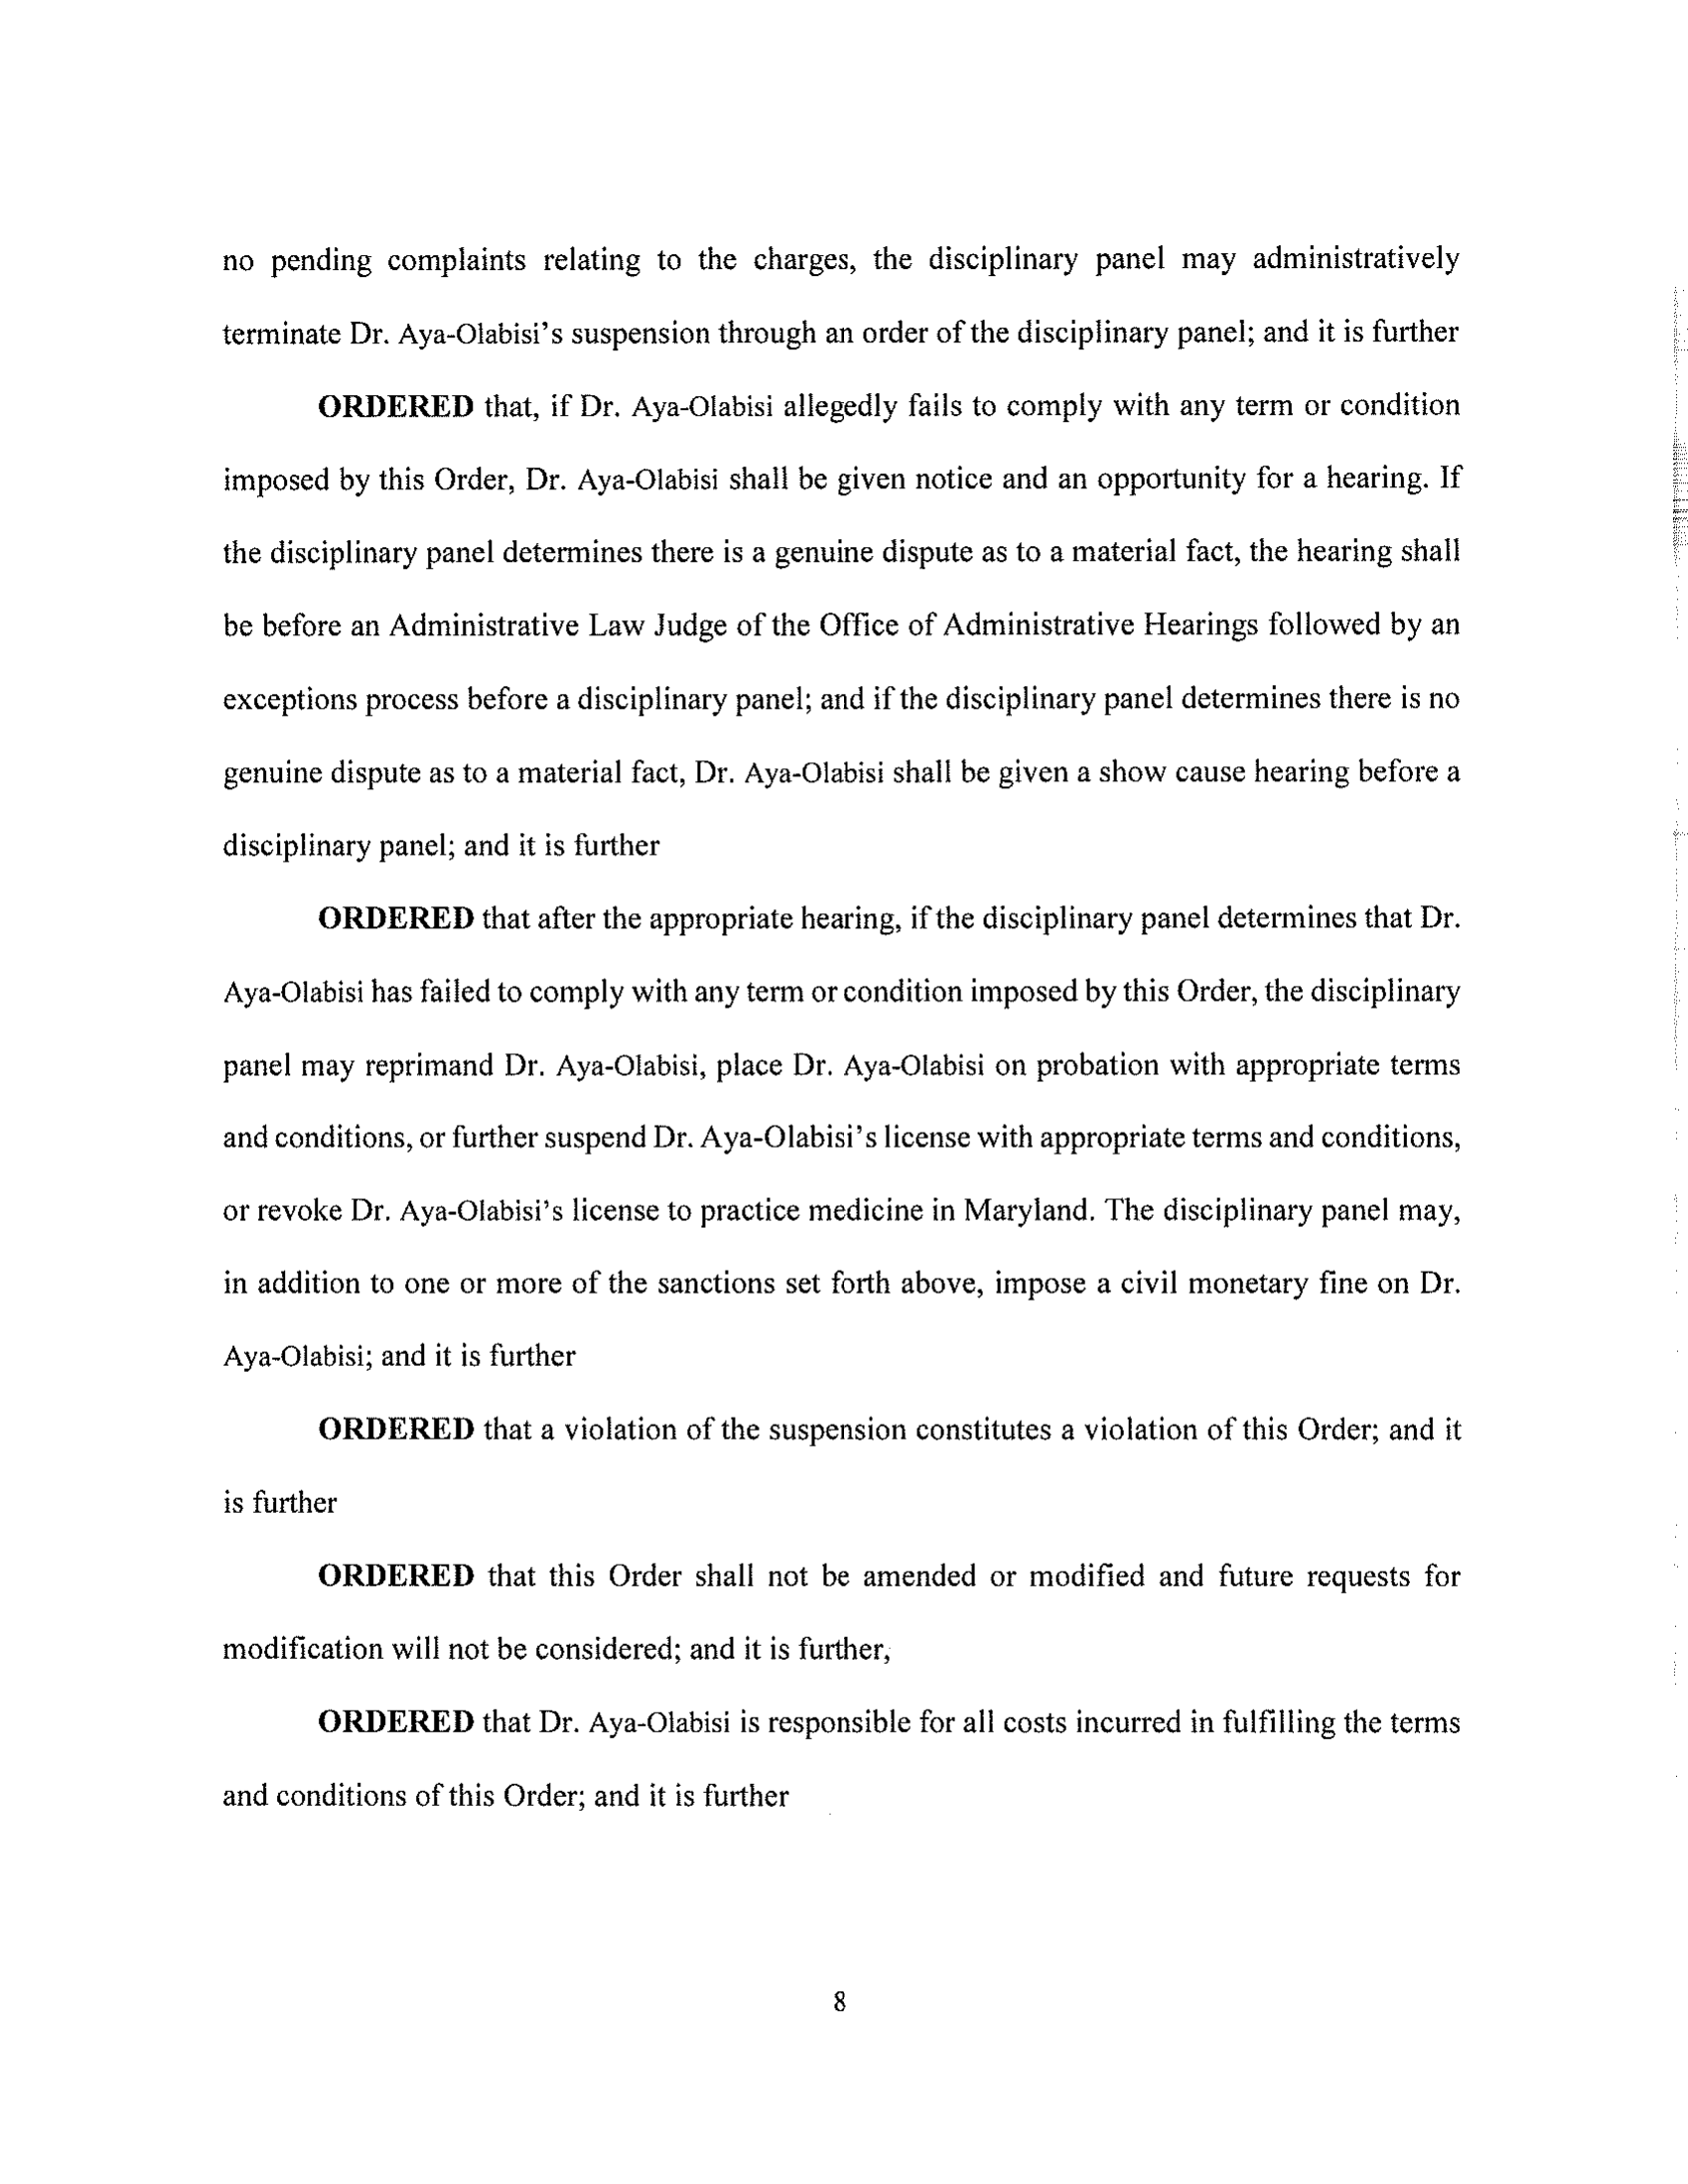 no pending complaints relating to the charges, the disciplinary panel may administratively
terminate Dr. Aya-Olabisi's suspension through an order of the disciplinary panel; and it is further
ORDERED that, if Dr. Aya-Olabisi allegedly fails to comply with any term or condition
imposed by this Order, Dr. Aya-Olabisi shall be given notice and an opportunity for a hearing. If
the disciplinary panel determines there is a genuine dispute as to a material fact, the hearing shall
be before an Administrative Law Judge of the Office of Administrative Hearings followed by an
exceptions process before a disciplinary panel; and if the disciplinary panel determines there is no
genuine dispute as to a material fact, Dr. Aya-Olabisi shall be given a show cause hearing before a
disciplinary panel; and it is further
ORDERED that after the appropriate hearing, if the disciplinary panel determines that Dr.
Aya-Olabisi has failed to comply with any term or condition imposed by this Order, the disciplinary
panel may reprimand Dr. Aya-Olabisi, place Dr. Aya-Olabisi on probation with appropriate terms
and conditions, or further suspend Dr. Aya-Olabisi's license with appropriate terms and conditions,
or revoke Dr. Aya-Olabisi's license to practice medicine in Maryland. The disciplinary panel may,
in addition to one or more of the sanctions set forth above, impose a civil monetary fine on Dr.
Aya-Olabisi; and it is further
ORDERED that a violation of the suspension constitutes a violation of this Order; and it
is further
ORDERED that this Order shall not be amended or modified and future requests for
modification will not be considered; and it is further,
ORDERED that Dr. Aya-Olabisi is responsible for all costs incurred in fulfilling the terms
and conditions of this Order; and it is further
8